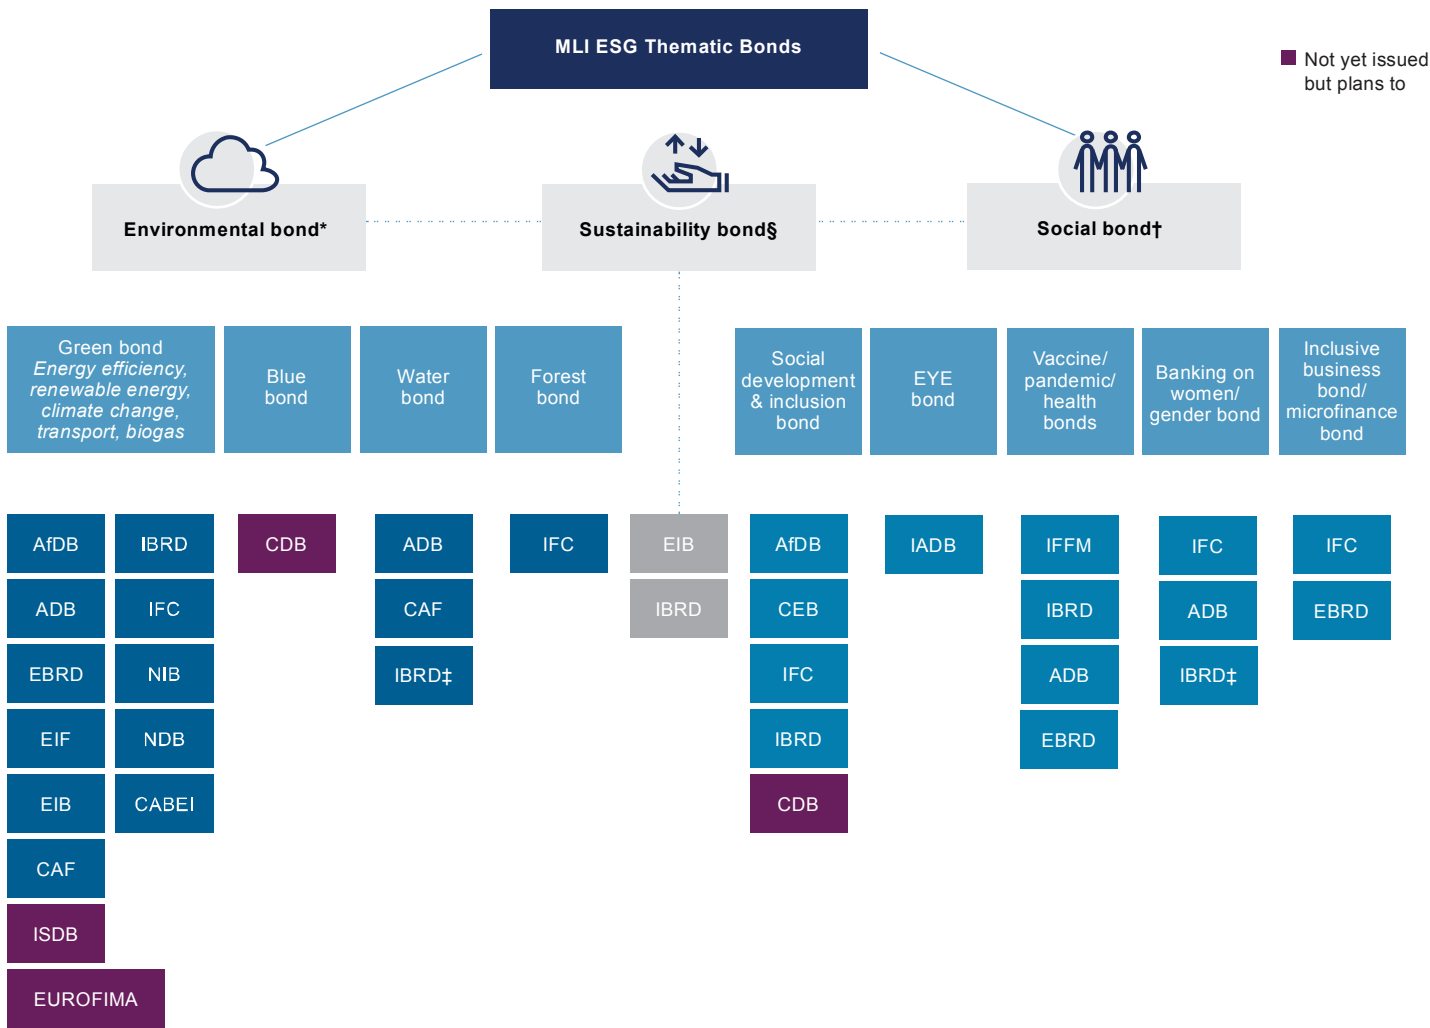 MLI ESG Thematic Bonds
Not yet issued
but plans to
Environmental bond*
Sustainability bond§
Social bond†
Green bond
Energy efficiency,
renewable energy,
climate change,
transport, biogas
Blue
bond
Water
bond
Forest
bond
Social
development
& inclusion
bond
EYE
bond
Vaccine/
pandemic/
health
bonds
Banking on
women/
gender bond
Inclusive
business
bond/
microfinance
bond
AfDB
ADB
EBRD
EIF
EIB
CAF
ISDB
EUROFIMA
IBRD
IFC
NIB
NDB
CABEI
CDB
ADB
CAF
IBRD‡
IFC
EIB
IBRD
AfDB
CEB
IFC
IBRD
CDB
IADB
IFFM
IBRD
ADB
EBRD
IFC
ADB
IBRD‡
IFC
EBRD